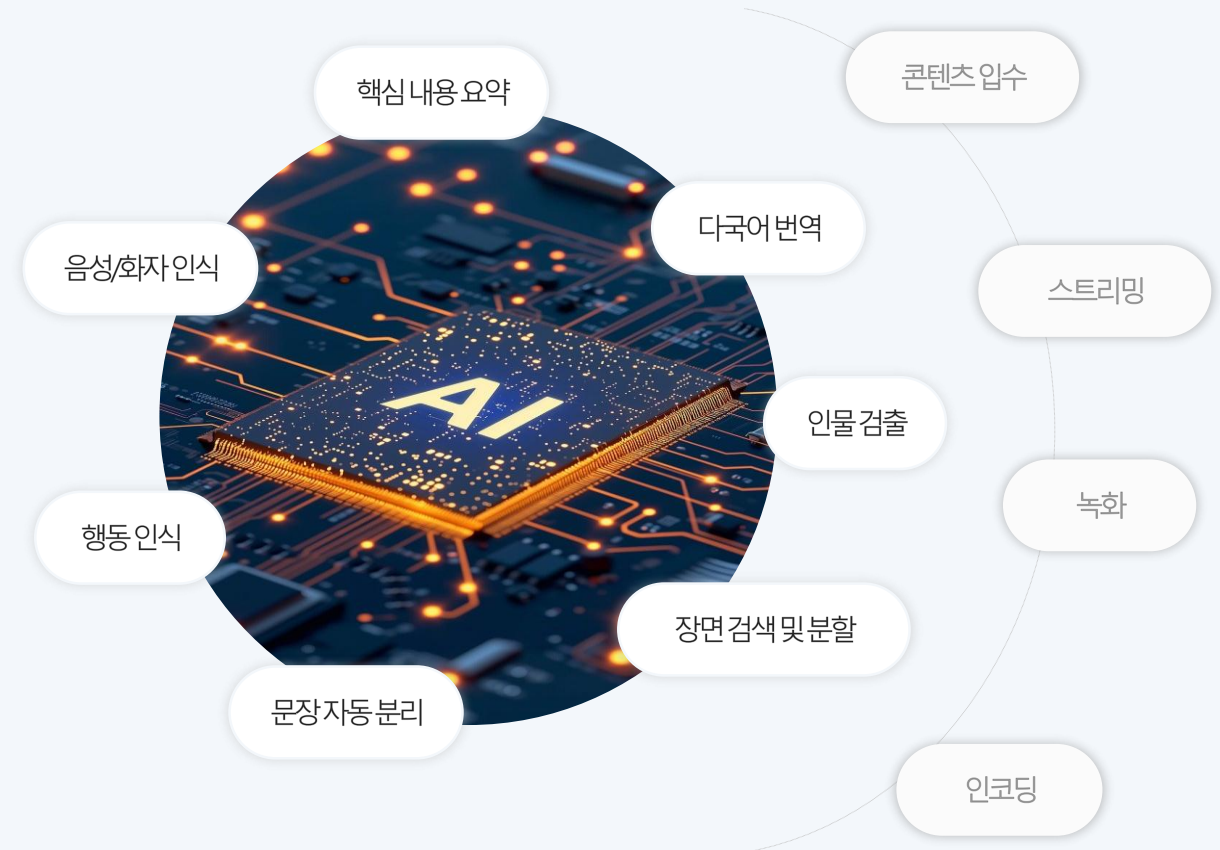 핵심 내용 요약
콘텐츠 입수
다국어 번역
음성/화자 인식
스트리밍
AI
인물 검출
녹화
행동 인식
장면 검색 및 분할
문장 자동 분리
인코딩